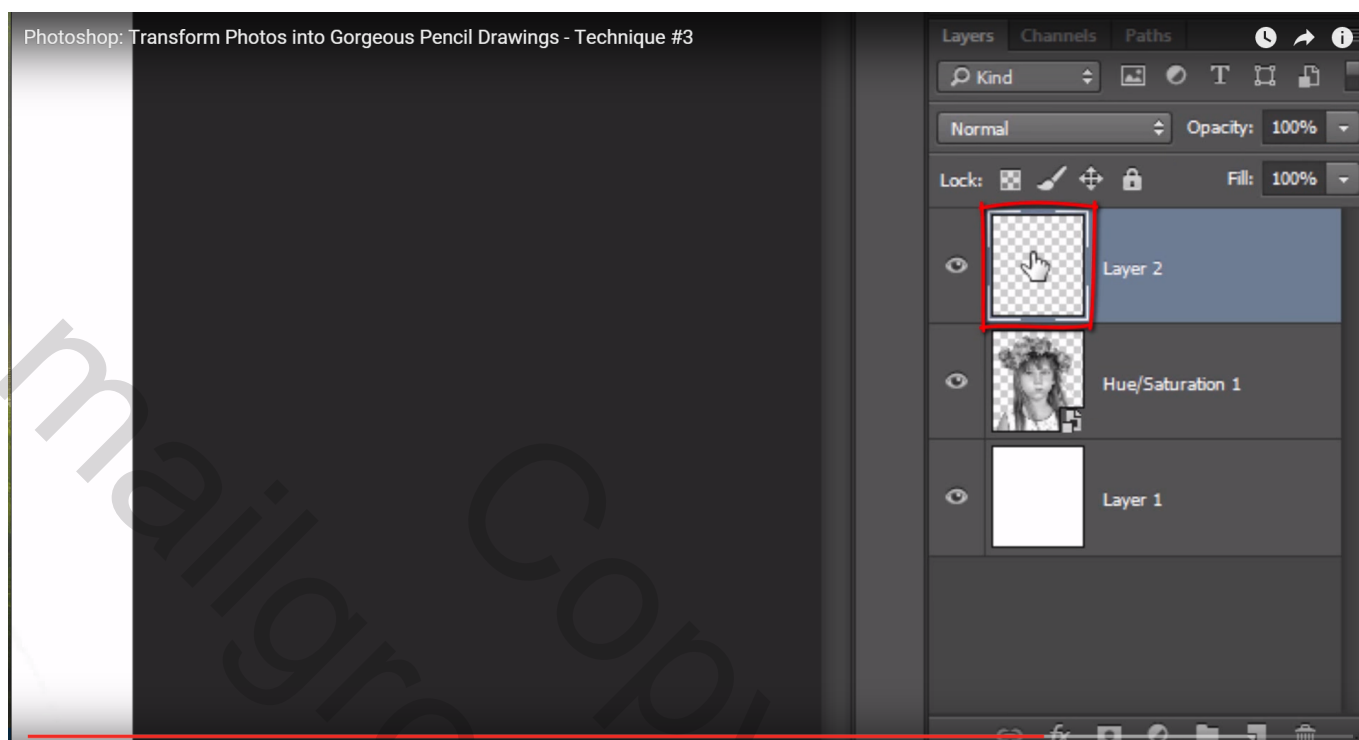 Photoshop: Transform Photos into Gorgeous Pencil Drawings - Technique #3
Layers Channels Paths
Kind
T
Normal Opacity: 100%
Lock: Fill: 100%
Layer 2
Hue/Saturation 1
Layer 1
fx